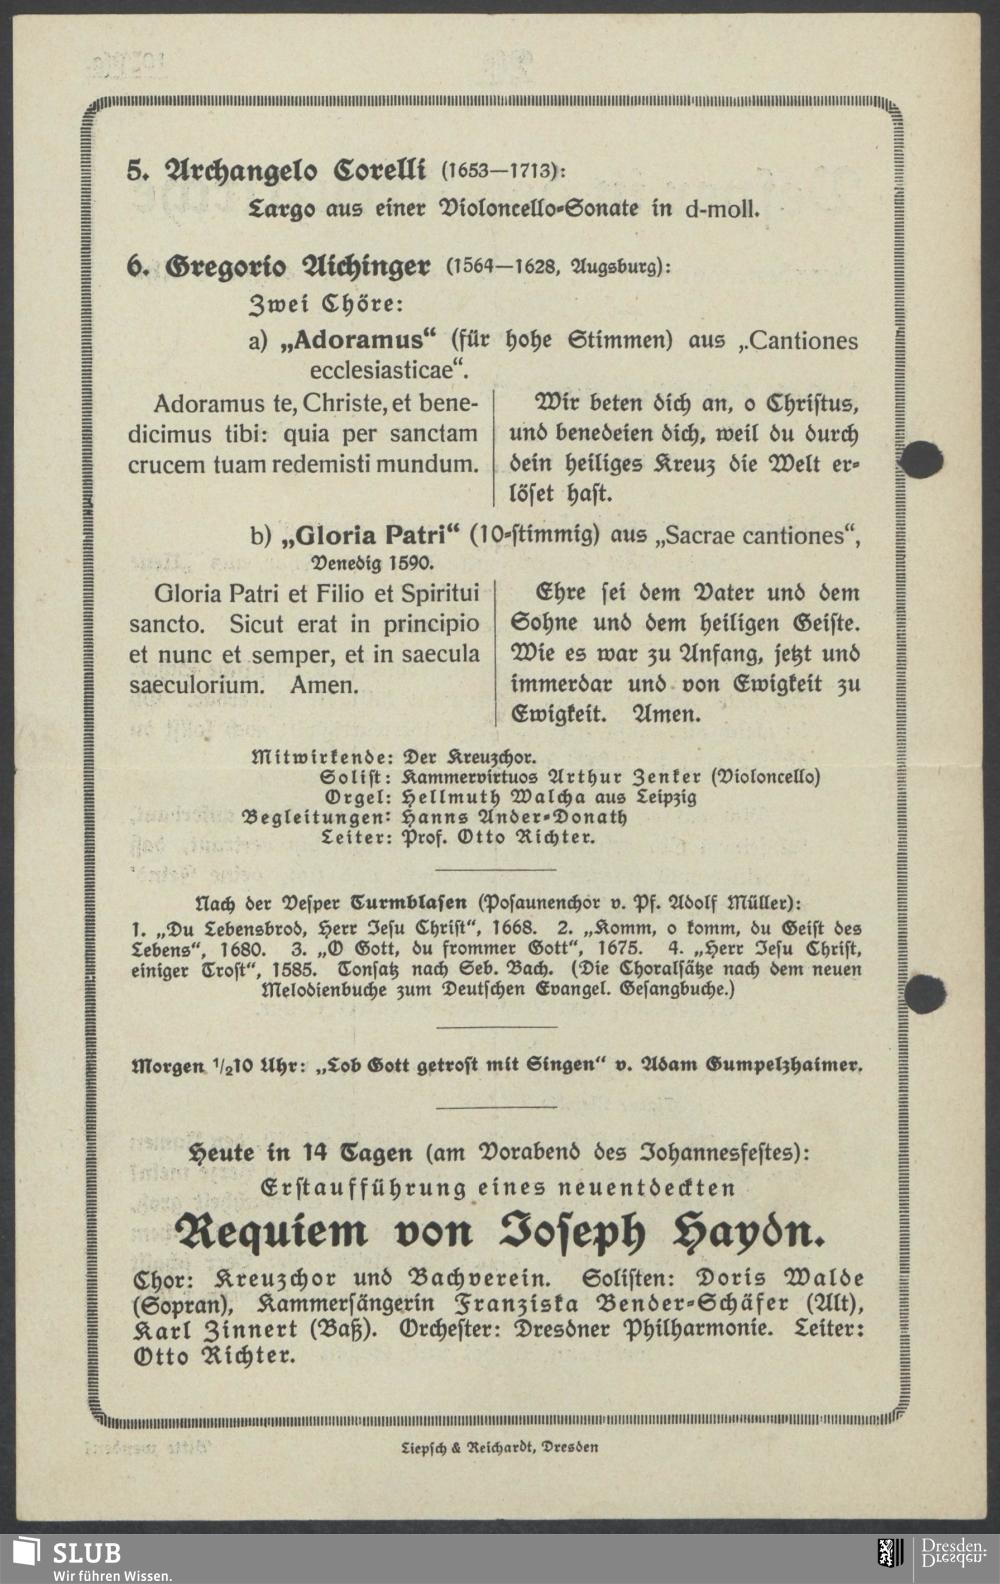 5. Archangelo Corelli (1653—1713):
Largo aus einer Violoncello-Sonate in d-moll.
6. Gregorio Aichinger (1564—1628, Augsburg):
Zwei Chöre:
a) „Adoramus“ (für hohe Stimmen) aus „Cantiones
ecclesiasticae“.
Adoramus te, Christe, et bene-
dicimus tibi: quia per sanctam
crucem tuam redemisti mundum.
Wir beten dich an, o Christus,
und benedeien dich, weil du durch
dein heiliges Kreuz die Welt er-
löset hast.
b) „Gloria Patri“ (10-stimmig) aus „Sacrae cantiones“,
Venedig 1590.
Gloria Patri et Filio et Spiritui
sancto. Sicut erat in principio
et nunc et semper, et in saecula
saeculorium. Amen.
Ehre sei dem Vater und dem
Sohne und dem heiligen Geiste.
Wie es war zu Anfang, jetzt und
immerdar und von Ewigkeit zu
Ewigkeit. Amen.
Mitwirkende: Der Kreuzchor.
Solist: Kammervirtuos Arthur Zenker (Violoncello)
Orgel: Hellmuth Walcha aus Leipzig
Begleitungen: Hanns Ander-Donath
Leiter: Prof. Otto Richter.
Nach der Vesper Turmblasen (Posaunenchor v. Pf. Adolf Müller):
1. „Du Lebensbrod, Herr Jesu Christ“, 1668. 2. „Komm, o komm, du Geist des
Lebens“, 1680. 3. „O Gott, du frommer Gott“, 1675. 4. „Herr Jesu Christ,
einiger Trost“, 1585. Tonsatz nach Seb. Bach. (Die Choralsätze nach dem neuen
Melodienbuche zum Deutschen Evangel. Gesangbuche.)
Morgen 1/210 Uhr: „Lob Gott getrost mit Singen“ v. Adam Gumpelzhaimer.
Heute in 14 Tagen (am Vorabend des Johannesfestes):
Erstaufführung eines neuentdeckten
Requiem von Joseph Haydn.
Chor: Kreuzchor und Bachverein. Solisten: Doris Walde
(Sopran), Kammersängerin Franziska Bender-Schäfer (Alt),
Karl Zinnert (Baß). Orchester: Dresdner Philharmonie. Leiter:
Otto Richter.
Liepsch & Reichardt, Dresden
SLUB
Wir führen Wissen.
Dresden.
Dresden.